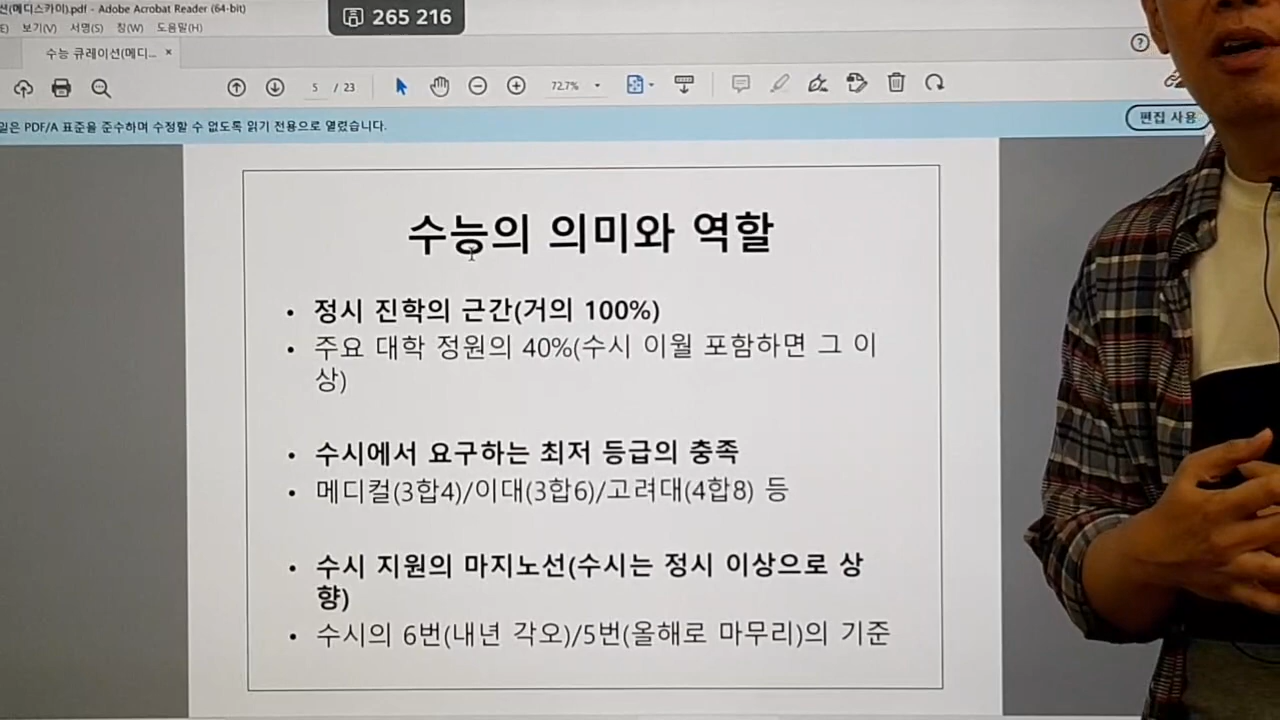 션(메디스카이).pdf - Adobe Acrobat Reader (64-bit)
265 216
E) 보기(V) 서명(S) 창(W) 도움말(H)
수능 큐레이션(메디... ×
5 / 23 72.7%
일은 PDF/A 표준을 준수하며 수정할 수 없도록 읽기 전용으로 열렸습니다.
편집 사용
수능의 의미와 역할
• 정시 진학의 근간(거의 100%)
• 주요 대학 정원의 40%(수시 이월 포함하면 그 이
상)
• 수시에서 요구하는 최저 등급의 충족
• 메디컬(3합4)/이대(3합6)/고려대(4합8) 등
• 수시 지원의 마지노선(수시는 정시 이상으로 상
향)
• 수시의 6번(내년 각오)/5번(올해로 마무리)의 기준